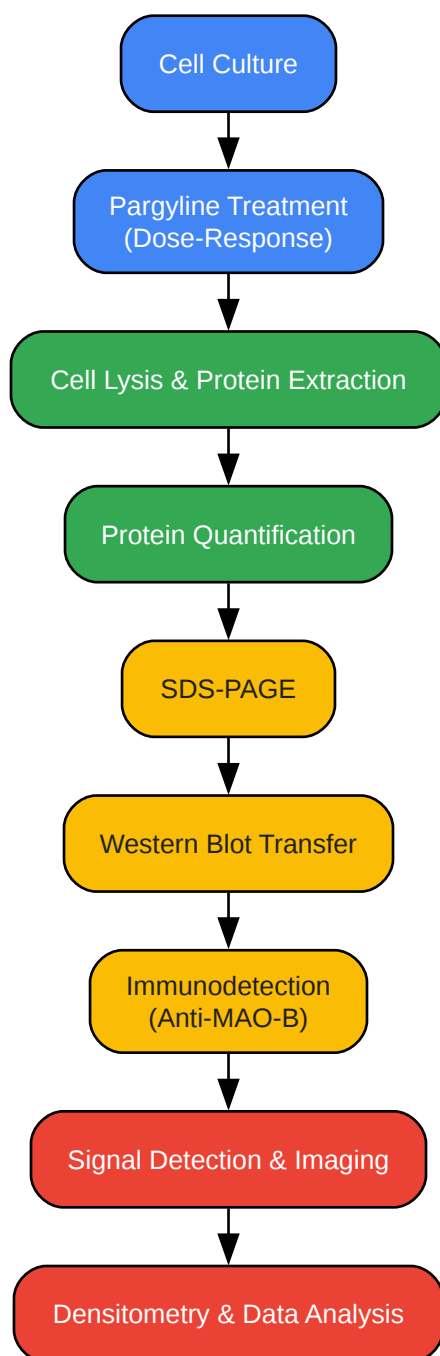 Cell Culture
Pargyline Treatment
(Dose-Response)
Cell Lysis & Protein Extraction
Protein Quantification
SDS-PAGE
Western Blot Transfer
Immunodetection
(Anti-MAO-B)
Signal Detection & Imaging
Densitometry & Data Analysis